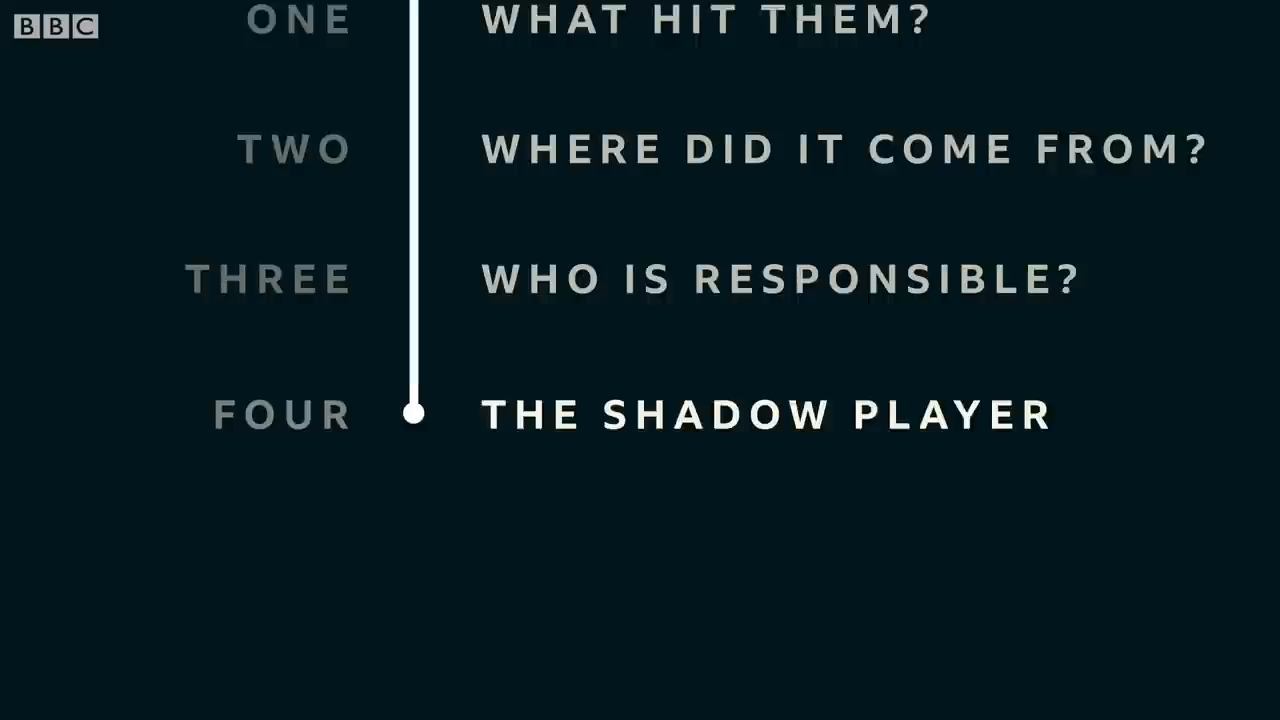 BBC
ONE WHAT HIT THEM?
TWO WHERE DID IT COME FROM?
THREE WHO IS RESPONSIBLE?
FOUR THE SHADOW PLAYER